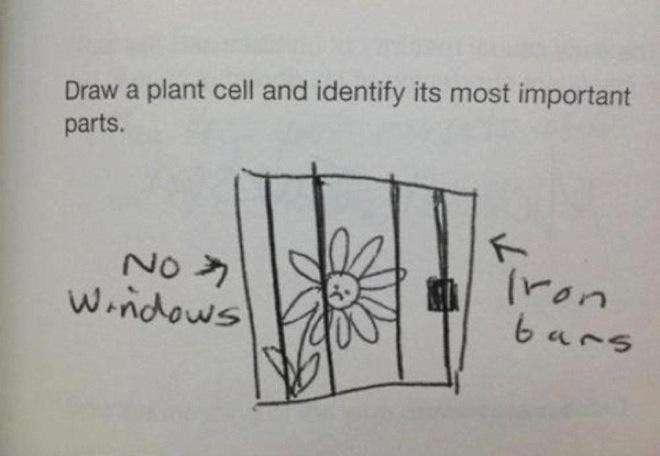 Draw a plant cell and identify its most important
parts.
No
Windows
Iron
bars